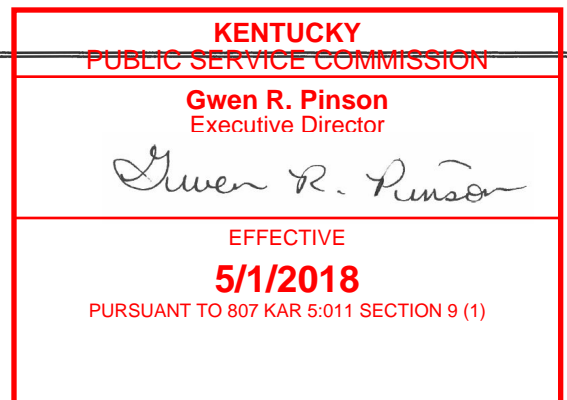 KENTUCKY
PUBLIC SERVICE COMMISSION
Gwen R. Pinson
Executive Director
Gwen R. Pinson
EFFECTIVE
5/1/2018
PURSUANT TO 807 KAR 5:011 SECTION 9 (1)